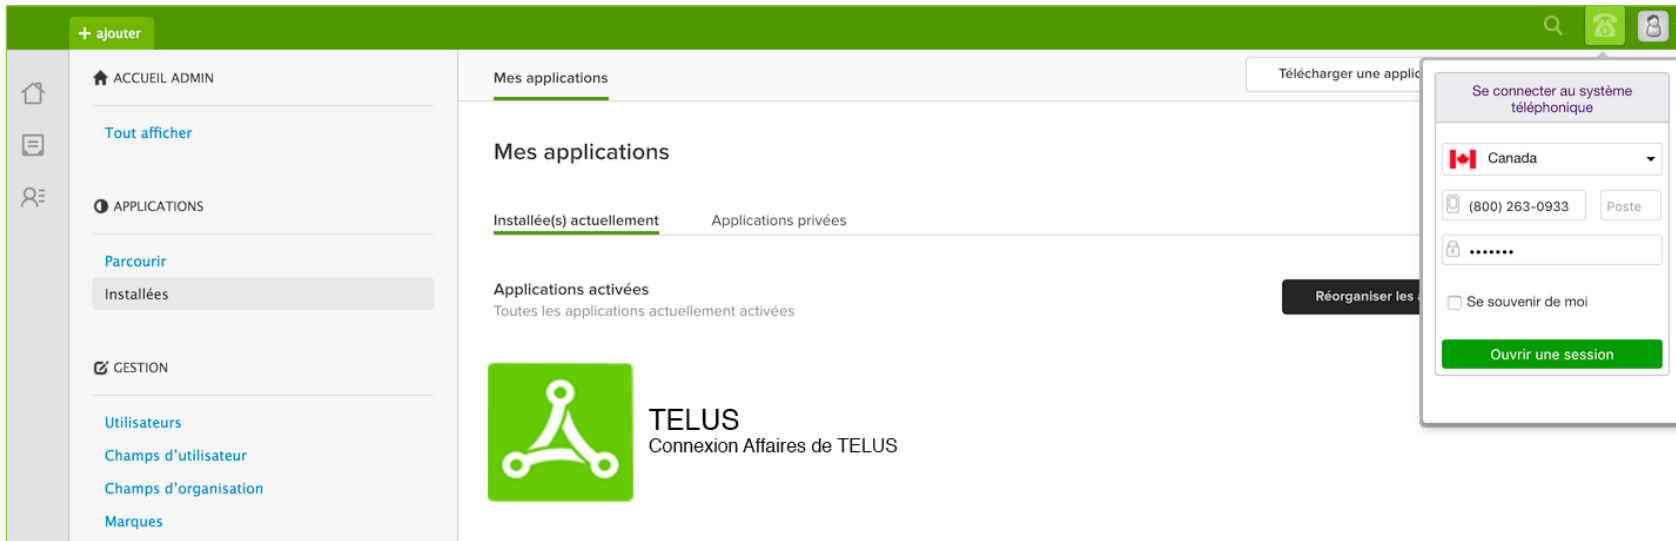 + ajouter
ACCUEIL ADMIN
Tout afficher
APPLICATIONS
Parcourir
Installées
GESTION
Utilisateurs
Champs d'utilisateur
Champs d'organisation
Marques
Mes applications
Télécharger une applic
Mes applications
Installée(s) actuellement
Applications privées
Applications activées
Toutes les applications actuellement activées
Réorganiser les
TELUS
Connexion Affaires de TELUS
Se connecter au système
téléphonique
Canada
(800) 263-0933
Poste
•••••••
Se souvenir de moi
Ouvrir une session